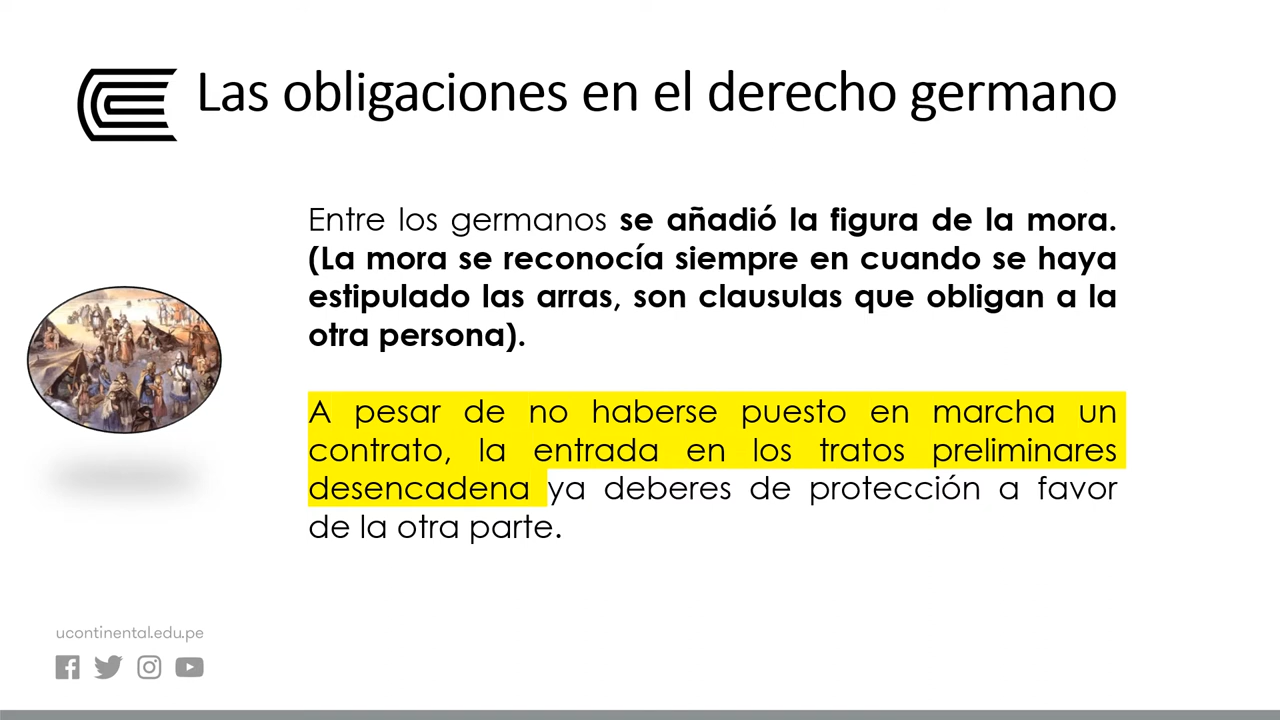 Las obligaciones en el derecho germano
Entre los germanos se añadió la figura de la mora.
(La mora se reconocía siempre en cuando se haya
estipulado las arras, son clausulas que obligan a la
otra persona).
A pesar de no haberse puesto en marcha un
contrato, la entrada en los tratos preliminares
desencadena ya deberes de protección a favor
de la otra parte.
ucontinental.edu.pe